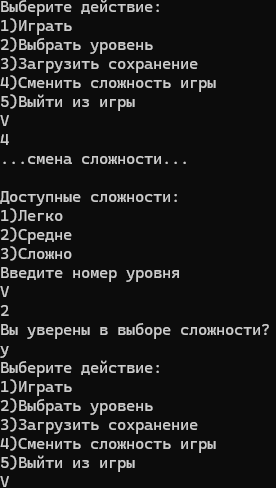 Выберите действие:
1)Играть
2)Выбрать уровень
3)Загрузить сохранение
4)Сменить сложность игры
5)Выйти из игры
V
4
...смена сложности...
Доступные сложности:
1)Легко
2)Средне
3)Сложно
Введите номер уровня
V
2
Вы уверены в выборе сложности?
y
Выберите действие:
1)Играть
2)Выбрать уровень
3)Загрузить сохранение
4)Сменить сложность игры
5)Выйти из игры
V